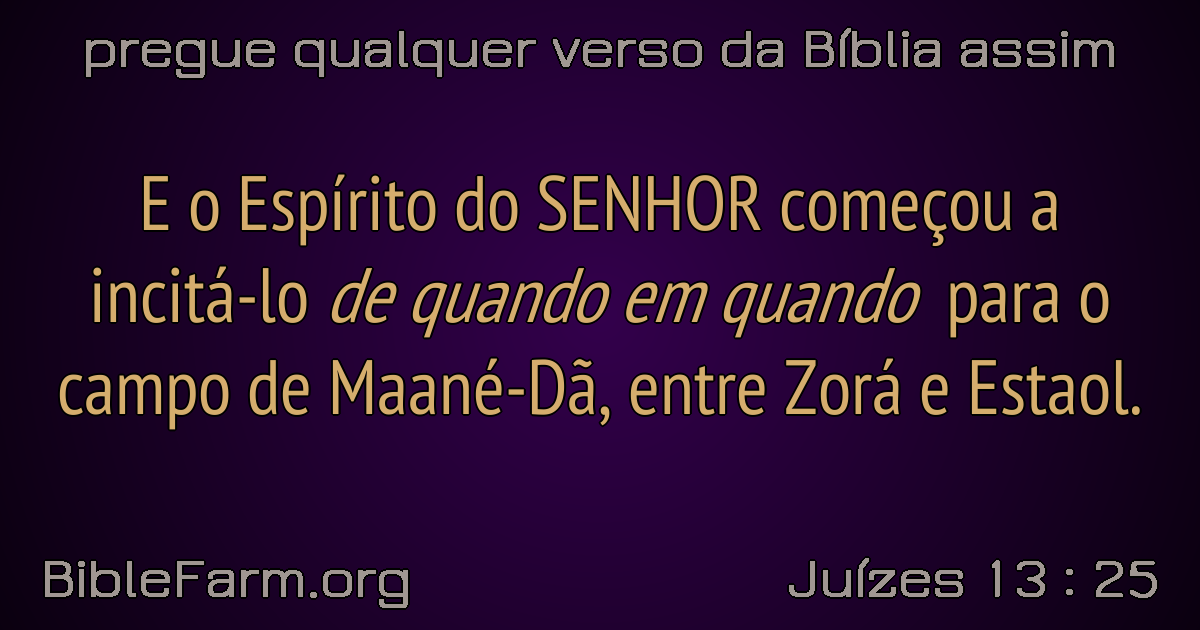 pregue qualquer verso da Bíblia assim
E o Espírito do SENHOR começou a
incitá-lo de quando em quando para o
campo de Maané-Dã, entre Zorá e Estaol.
BibleFarm.org
Juízes 13 : 25